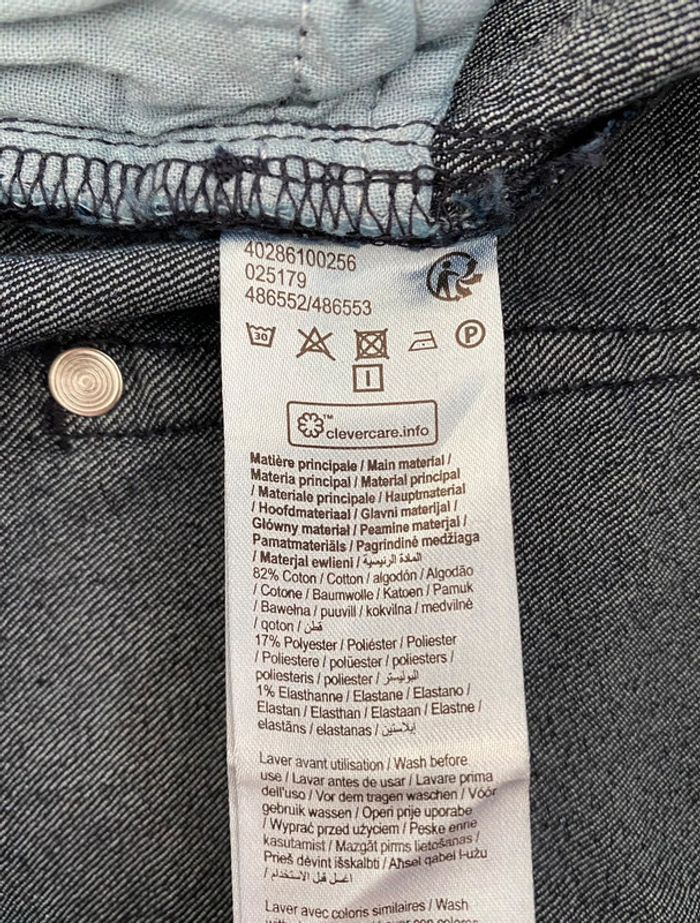 40286100256
025179
486552/486553
30
P
I
™
clevercare.info
Matière principale / Main material /
Materia principal / Material principal
/ Materiale principale / Hauptmaterial
/ Hoofdmateriaal / Glavni materijal /
Główny materiał / Peamine materjal /
Pamatmateriāls / Pagrindinė medžiaga
/ Materjal ewlieni / المادة الرئيسية
82% Coton / Cotton / algodón / Algodão
/ Cotone / Baumwolle / Katoen / Pamuk
/ Bawełna / puuvill / kokvilna / medvilnė
/ qoton / قطن
17% Polyester / Poliéster / Poliester
/ Poliestere / polüester / poliesters /
poliesteris / poliester / البوليستر
1% Elasthanne / Elastane / Elastano /
Elastan / Elasthan / Elastaan / Elastne /
elastāns / elastanas / إيلاستين
Laver avant utilisation / Wash before
use / Lavar antes de usar / Lavare prima
dell'uso / Vor dem tragen waschen / Vóór
gebruik wassen / Operi prije uporabe
/ Wyprać przed użyciem / Peske enne
kasutamist / Mazgāt pirms lietošanas /
Prieš dėvint išskalbti / Aħsel qabel l-użu
/ اغسل قبل الاستخدام
Laver avec coloris similaires / Wash